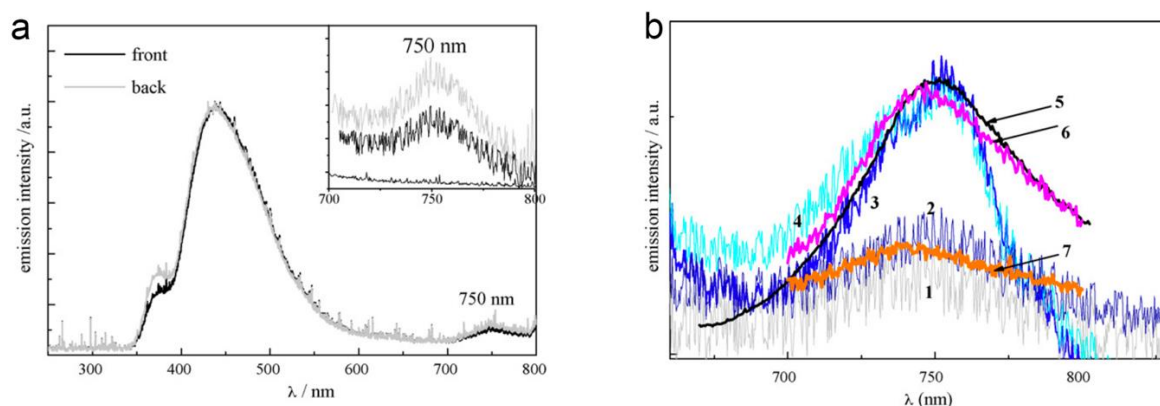 a
front
back
750 nm
700
750
800
750 nm
emission intensity /a.u.
300
400
500
600
700
800
λ / nm
b
5
6
4
3
2
7
1
emission intensity / a.u.
700
750
800
λ (nm)